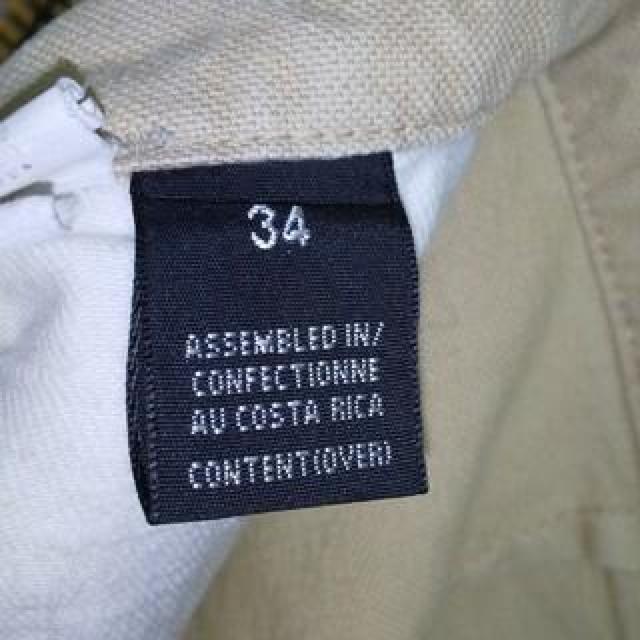 34
ASSEMBLED IN/
CONFECTIONNE
AU COSTA RICA
CONTENT(OVER)